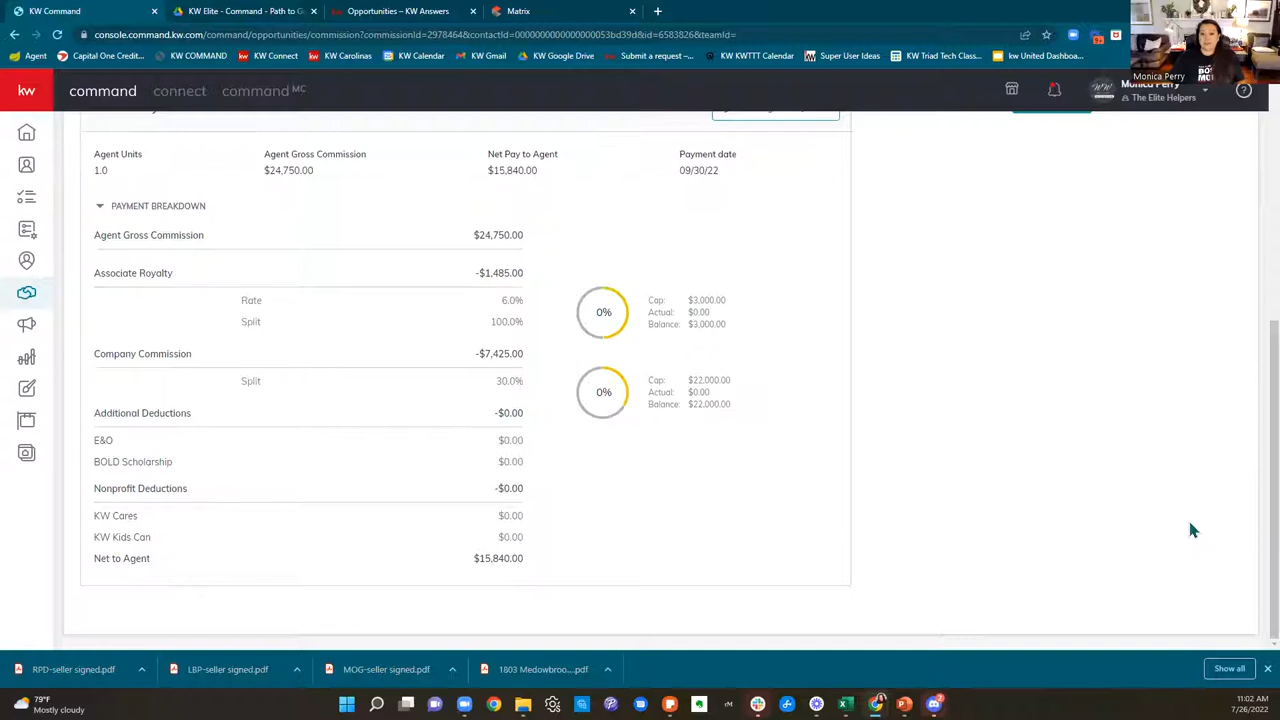 KW Command
KW Elite - Command - Path to G
Opportunities – KW Answers
Matrix
console.command.kw.com/command/opportunities/commission?commissionId=2978464&contactId=0000000000000000053bd39d&id=6583826&teamId=
Agent
Capital One Credit...
KW COMMAND
KW Connect
KW Carolinas
KW Calendar
KW Gmail
KW Google Drive
Submit a request –...
KW KWTTT Calendar
Super User Ideas
KW Triad Tech Class...
kw United Dashboa...
Monica Perry
kw
command
connect
command MC
Monica Perry
The Elite Helpers
Agent Units
Agent Gross Commission
Net Pay to Agent
Payment date
1.0
$24,750.00
$15,840.00
09/30/22
PAYMENT BREAKDOWN
Agent Gross Commission
$24,750.00
Associate Royalty
-$1,485.00
Rate
6.0%
Split
100.0%
0%
Cap: $3,000.00
Actual: $0.00
Balance: $3,000.00
Company Commission
-$7,425.00
Split
30.0%
0%
Cap: $22,000.00
Actual: $0.00
Balance: $22,000.00
Additional Deductions
-$0.00
E&O
$0.00
BOLD Scholarship
$0.00
Nonprofit Deductions
-$0.00
KW Cares
$0.00
KW Kids Can
$0.00
Net to Agent
$15,840.00
RPD-seller signed.pdf
LBP-seller signed.pdf
MOG-seller signed.pdf
1803 Medowbroo....pdf
Show all
79°F
Mostly cloudy
11:02 AM
7/26/2022